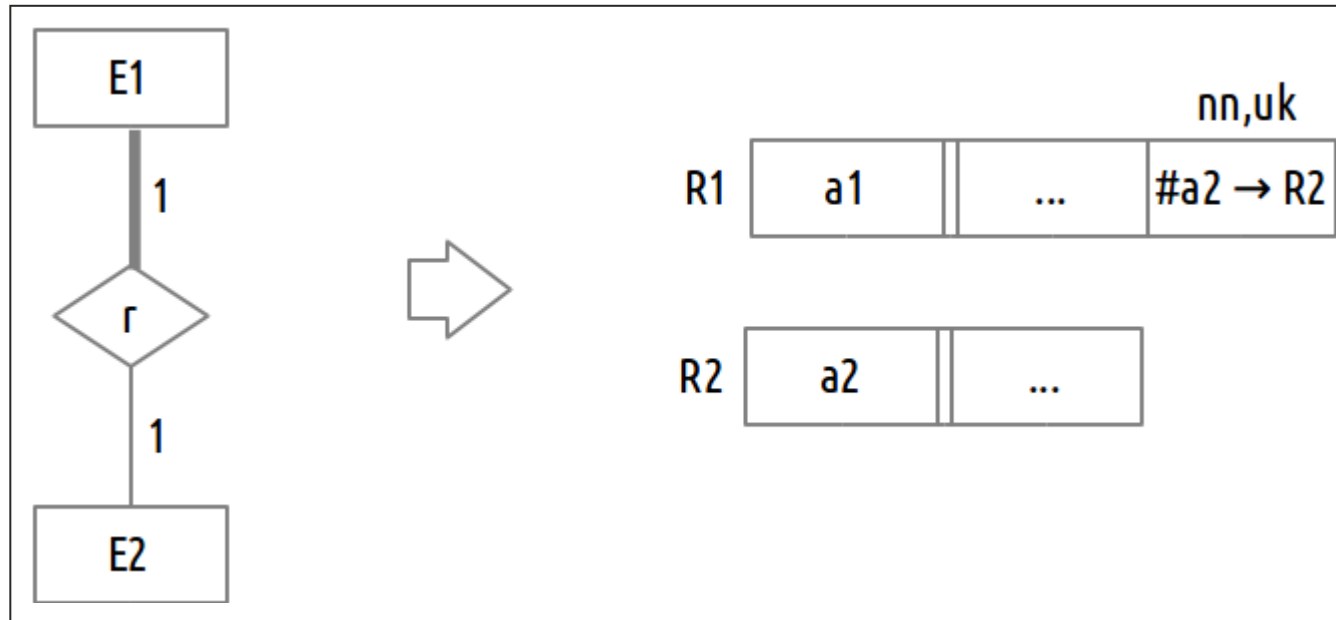 E1
1
r
1
E2
nn,uk
R1 a1 ... #a2 → R2
R2 a2 ...